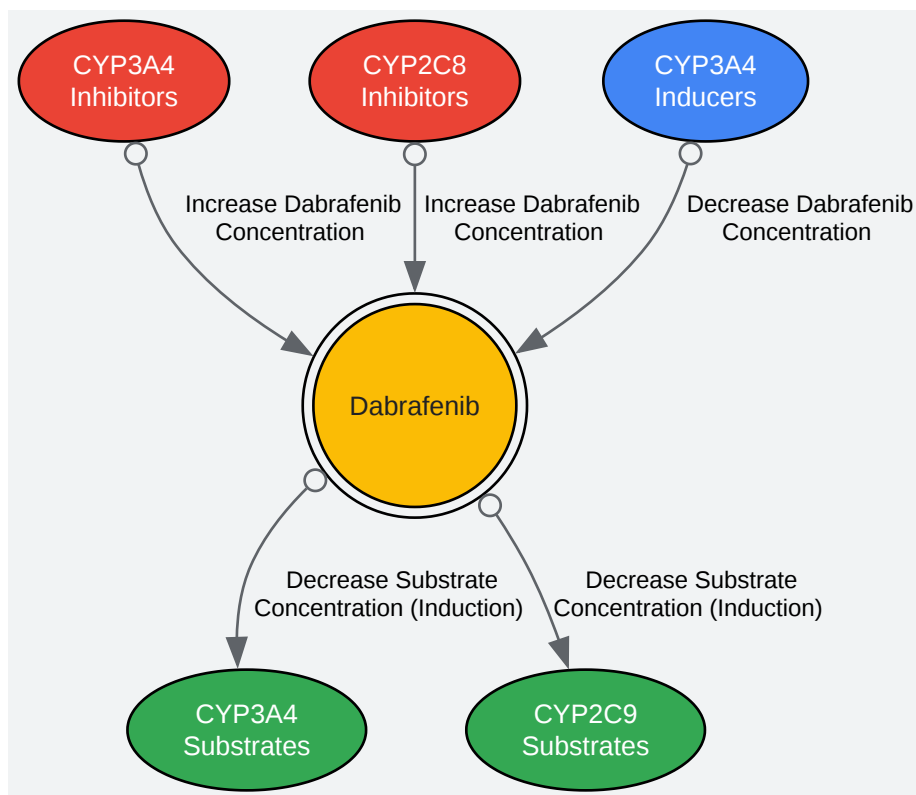 CYP3A4
Inhibitors
CYP2C8
Inhibitors
CYP3A4
Inducers
Increase Dabrafenib
Concentration
Increase Dabrafenib
Concentration
Decrease Dabrafenib
Concentration
Dabrafenib
Decrease Substrate
Concentration (Induction)
Decrease Substrate
Concentration (Induction)
CYP3A4
Substrates
CYP2C9
Substrates